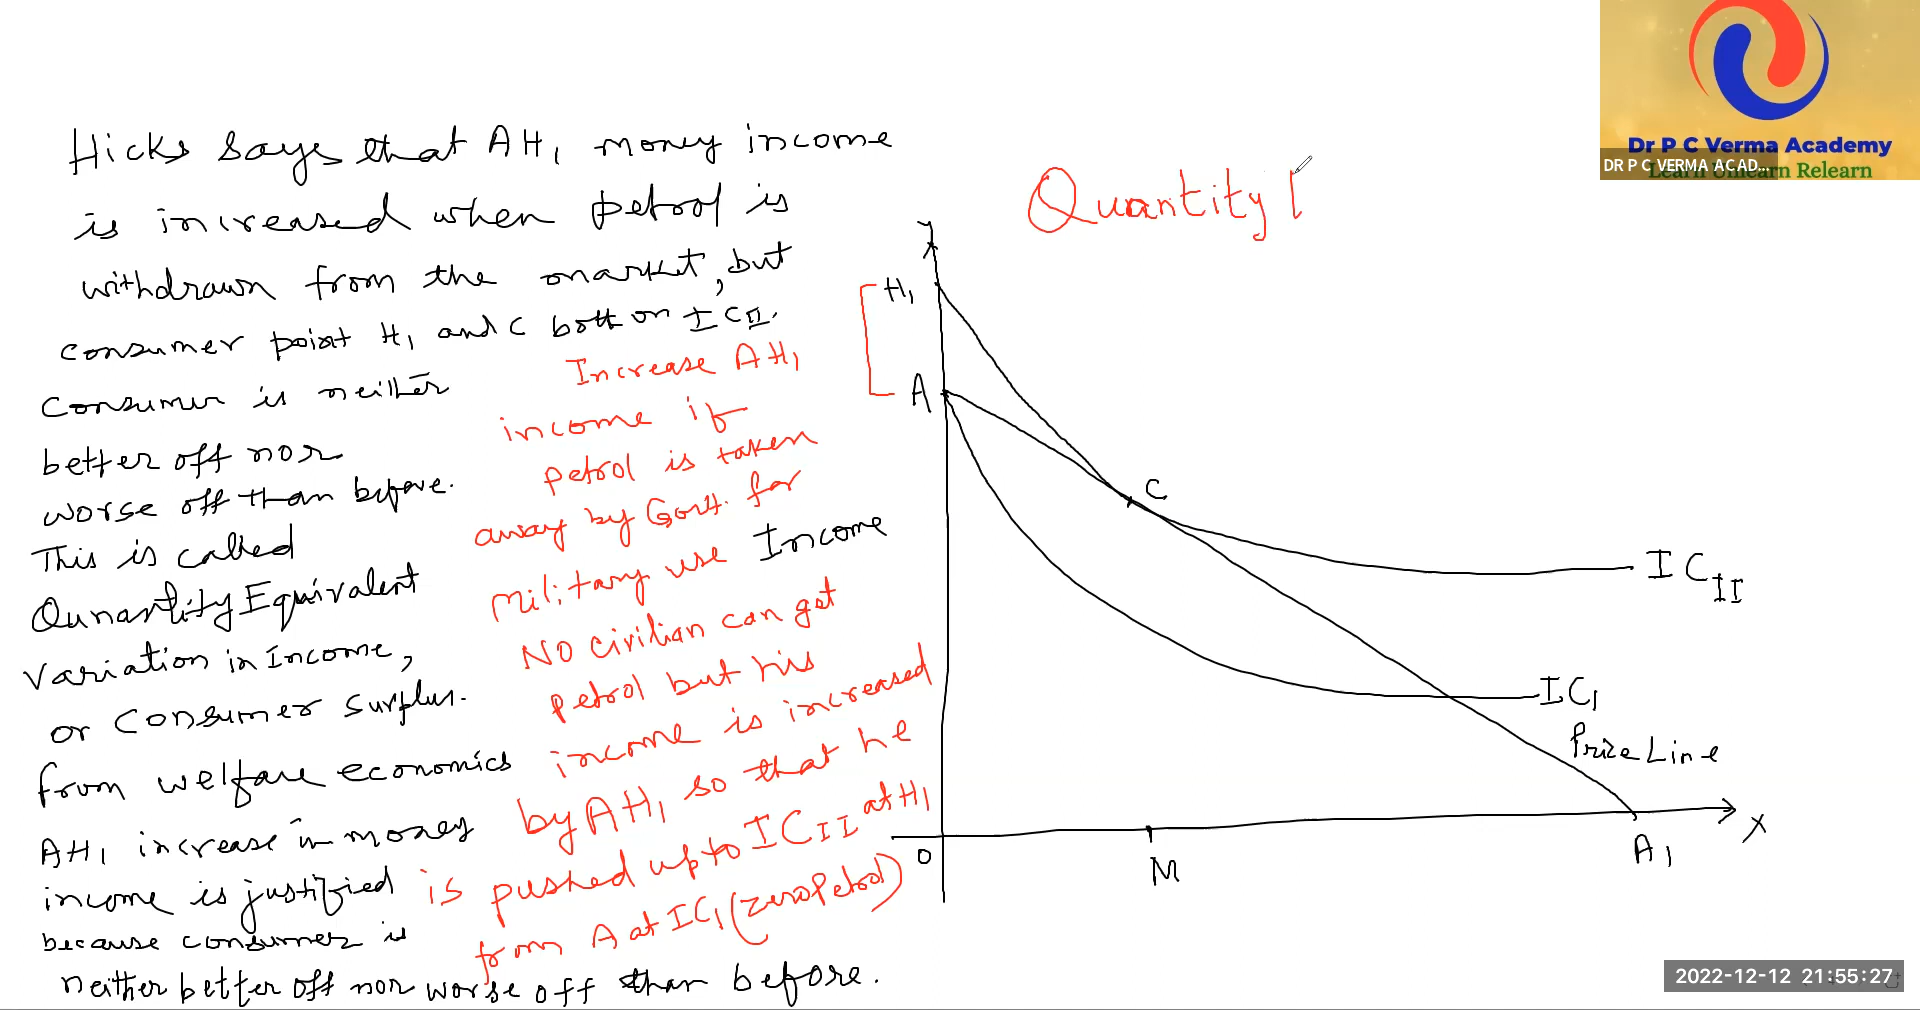 Hicks says that AH1 money income
is increased when petrol is
withdrawn from the market, but
consumer point H1 and C both on ICII.
Consumer is neither
better off nor
worse off than before.
This is called
Qunantity Equivalent
variation in Income,
or Consumer Surplus.
from welfare economics
AH1 increase in money
income is justified
because consumer is
neither better off nor worse off than before.
Increase AH1
income if
petrol is taken
away by Govt. for
military use Income
NO civilian can get
petrol but his
income is increased
by AH1 so that he
is pushed up to ICII at H1
from A at IC1 (zero Petrol)
Quantity
Y
H1
A
C
ICII
IC1
Price Line
O
M
A1
X
Dr P C Verma Academy
DR P C VERMA ACAD...
Learn Unlearn Relearn
2022-12-12 21:55:27